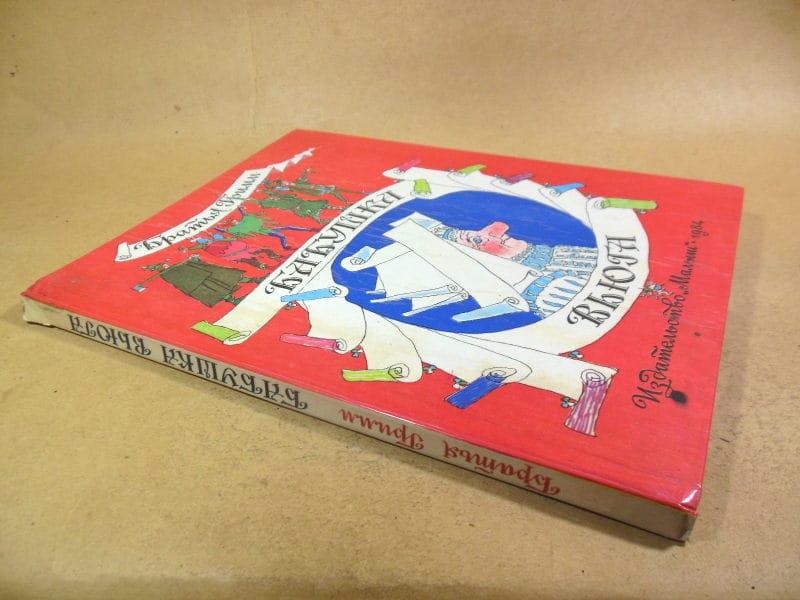 Братья Гримм
БАБУШКА
ВЬЮГА
Издательство „Малыш“·1984
Братья Гримм БАБУШКА ВЬЮГА